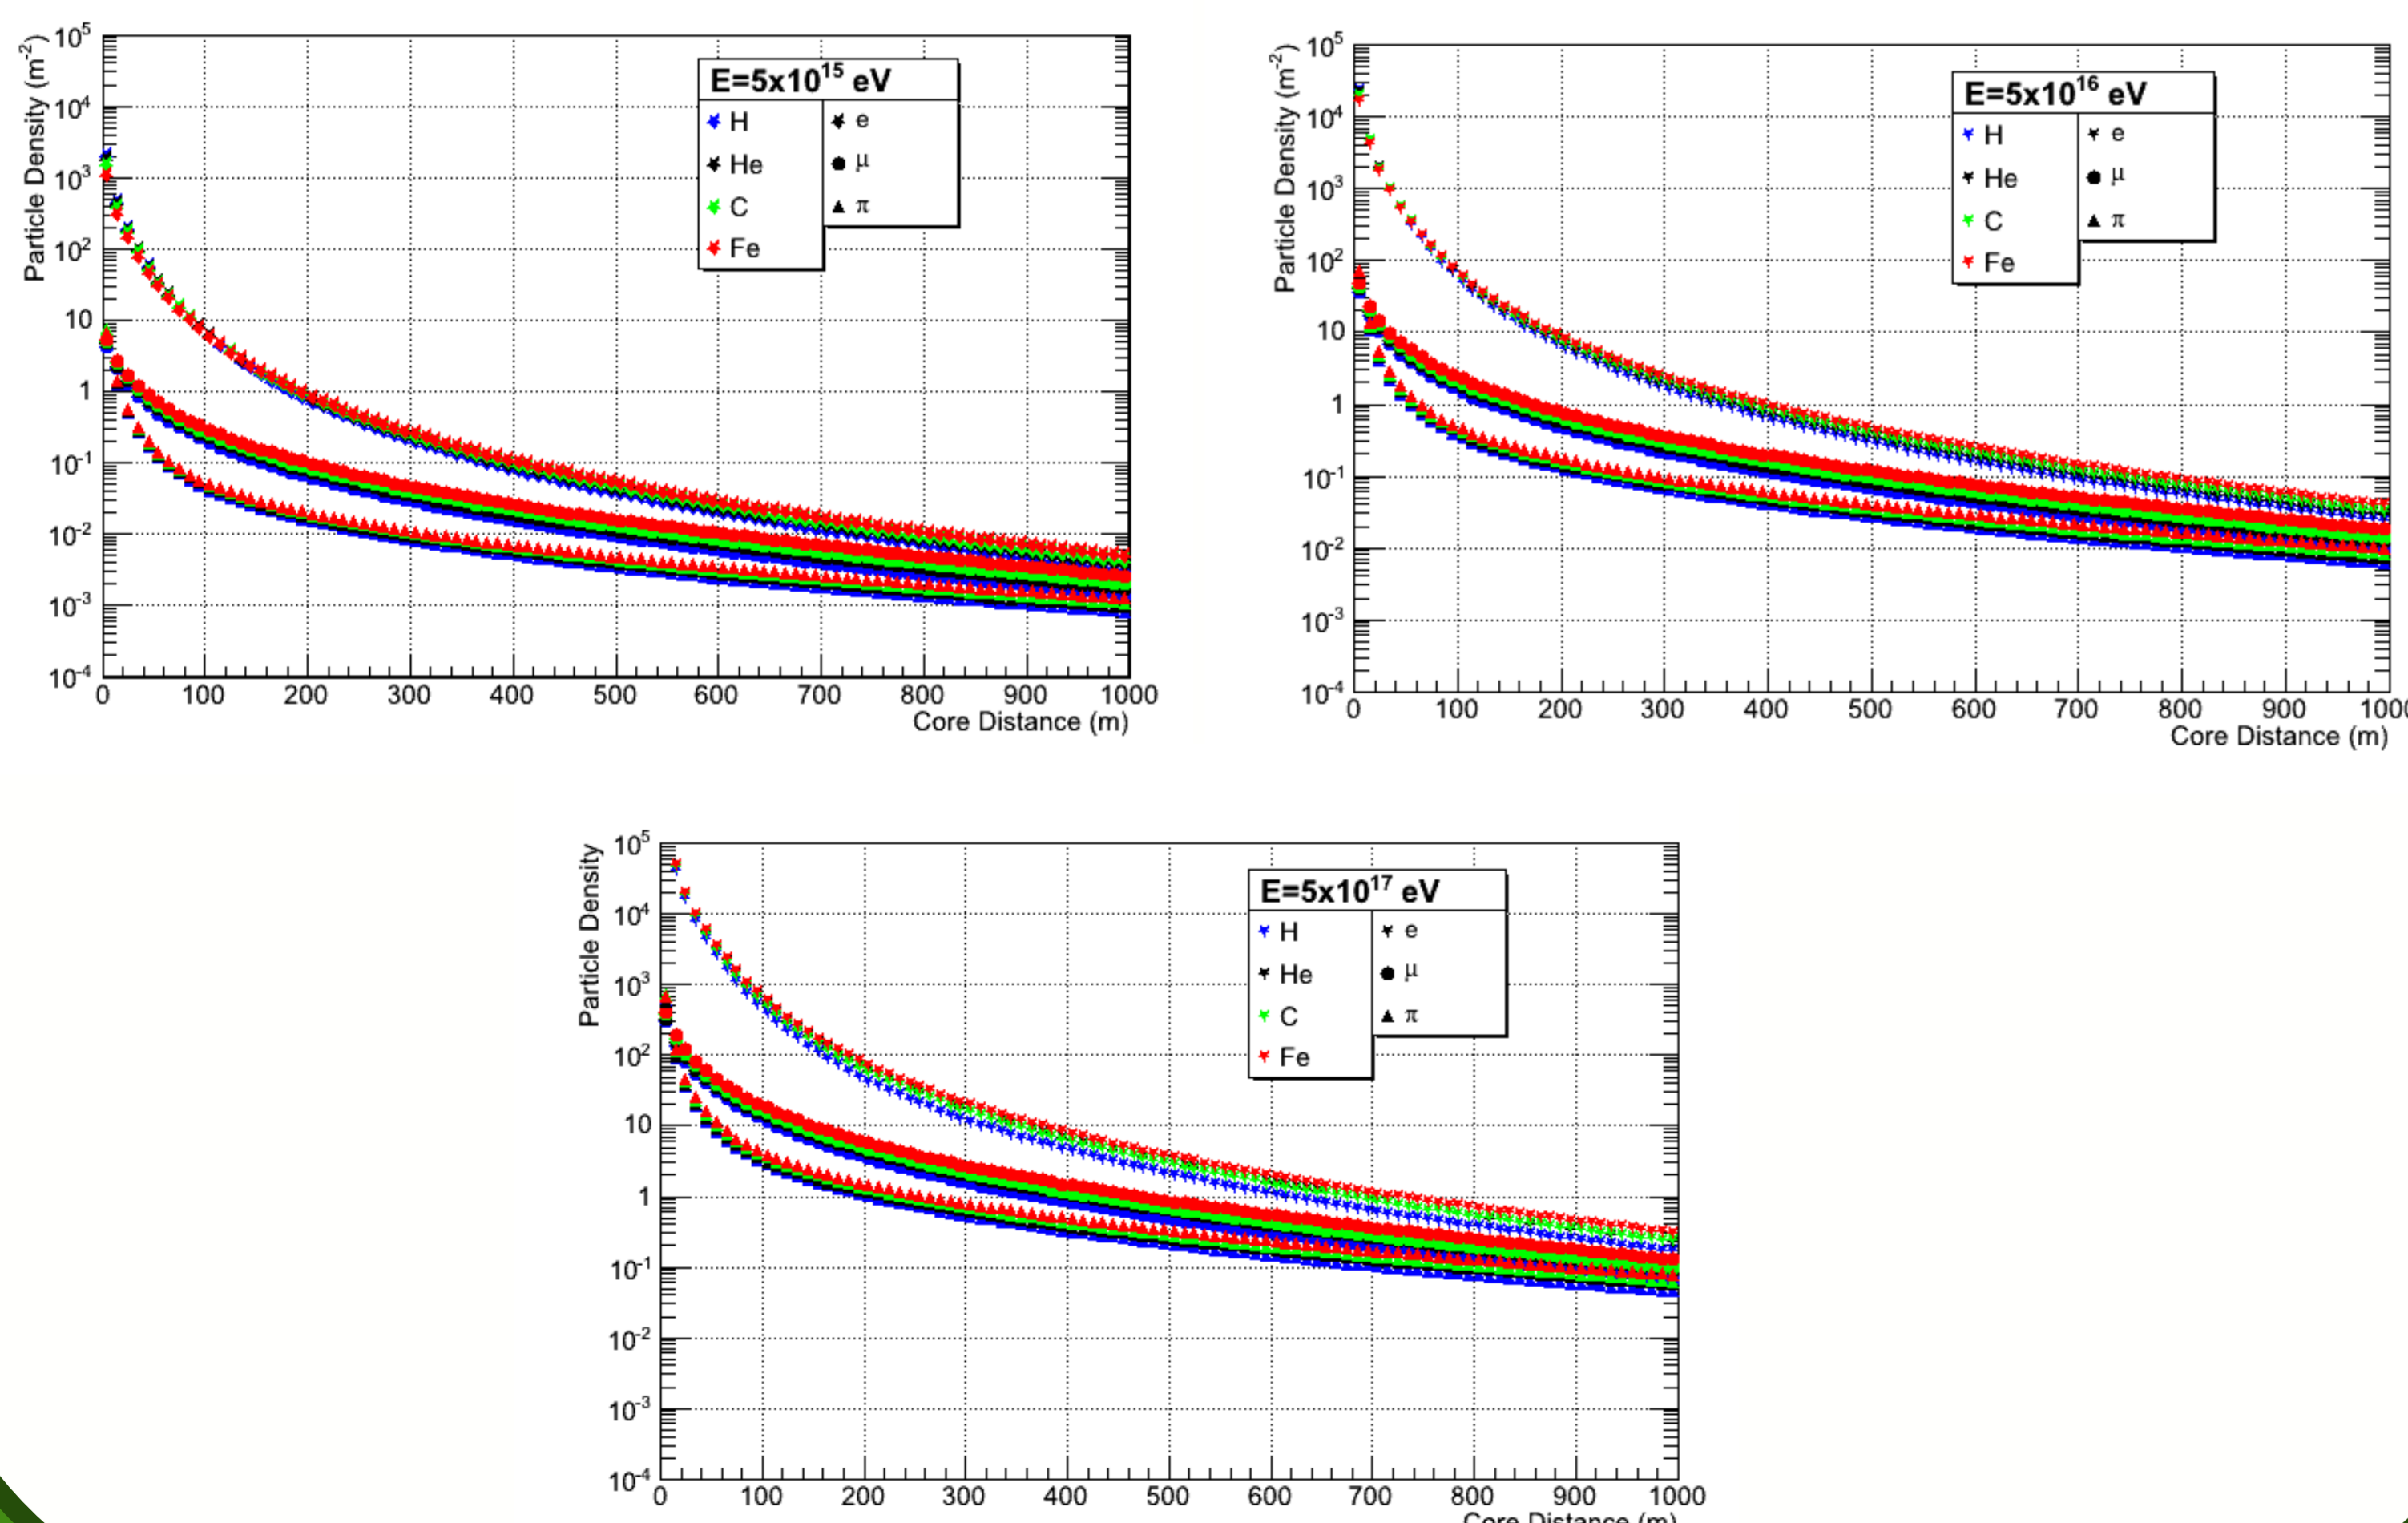 Particle Density (m-2)
10^5
10^4
10^3
10^2
10
1
10^-1
10^-2
10^-3
10^-4
E=5x10^15 eV
H e
He μ
C π
Fe
0 100 200 300 400 500 600 700 800 900 1000
Core Distance (m)
Particle Density (m-2)
10^5
10^4
10^3
10^2
10
1
10^-1
10^-2
10^-3
10^-4
E=5x10^16 eV
H e
He μ
C π
Fe
0 100 200 300 400 500 600 700 800 900 100
Core Distance (m)
Particle Density
10^5
10^4
10^3
10^2
10
1
10^-1
10^-2
10^-3
10^-4
E=5x10^17 eV
H e
He μ
C π
Fe
0 100 200 300 400 500 600 700 800 900 1000
Core Distance (m)